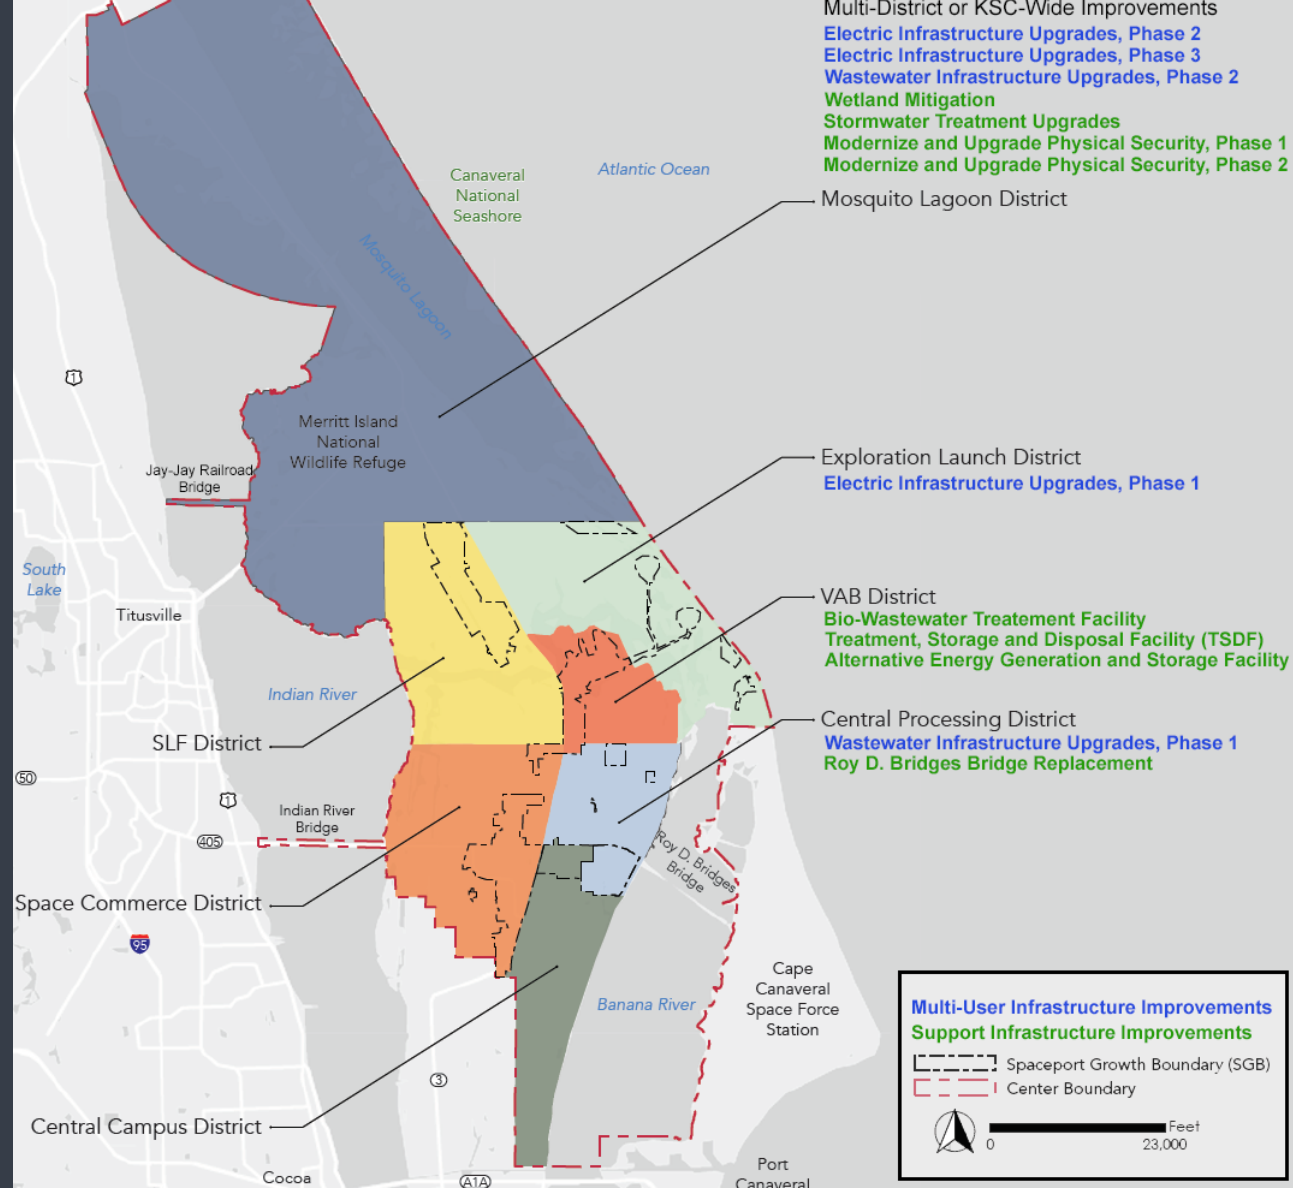 Multi-District or KSC-Wide Improvements
Electric Infrastructure Upgrades, Phase 2
Electric Infrastructure Upgrades, Phase 3
Wastewater Infrastructure Upgrades, Phase 2
Wetland Mitigation
Stormwater Treatment Upgrades
Modernize and Upgrade Physical Security, Phase 1
Modernize and Upgrade Physical Security, Phase 2
Atlantic Ocean
Canaveral
National
Seashore
Mosquito Lagoon District
Mosquito Lagoon
1
Merritt Island
National
Wildlife Refuge
Jay-Jay Railroad
Bridge
Exploration Launch District
Electric Infrastructure Upgrades, Phase 1
South
Lake
Titusville
VAB District
Bio-Wastewater Treatement Facility
Treatment, Storage and Disposal Facility (TSDF)
Alternative Energy Generation and Storage Facility
Indian River
SLF District
Central Processing District
Wastewater Infrastructure Upgrades, Phase 1
Roy D. Bridges Bridge Replacement
50
1
Indian River
Bridge
405
Roy D. Bridges
Bridge
Space Commerce District
95
Cape
Canaveral
Space Force
Station
Banana River
3
Central Campus District
Cocoa
A1A
Port
Canaveral
Multi-User Infrastructure Improvements
Support Infrastructure Improvements
Spaceport Growth Boundary (SGB)
Center Boundary
Feet
0 23,000